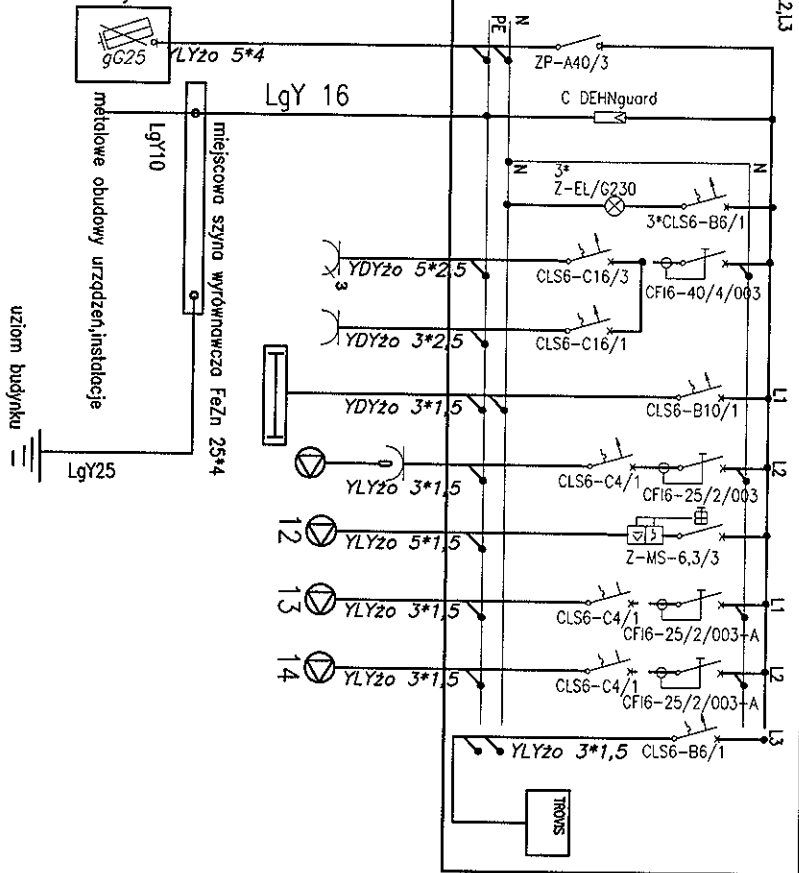 2,L3
N
PE
gG25
YLYżo 5*4
ZP-A40/3
LgY 16
C DEHNguard
LgY10
metalowe obudowy urządzeń,instalacje
miejscowa szyna wyrównawcza FeZn 25*4
uziom budynku
LgY25
N
N
3*
Z-EL/G230
3*CLS6-B6/1
3
YDYżo 5*2,5
CLS6-C16/3
CFI6-40/4/003
YDYżo 3*2,5
CLS6-C16/1
L1
YDYżo 3*1,5
CLS6-B10/1
L2
YLYżo 3*1,5
CLS6-C4/1
CFI6-25/2/003
12
YLYżo 5*1,5
Z-MS-6,3/3
L1
13
YLYżo 3*1,5
CLS6-C4/1
CFI6-25/2/003-A
L2
14
YLYżo 3*1,5
CLS6-C4/1
CFI6-25/2/003-A
L3
YLYżo 3*1,5
CLS6-B6/1
TROVIS